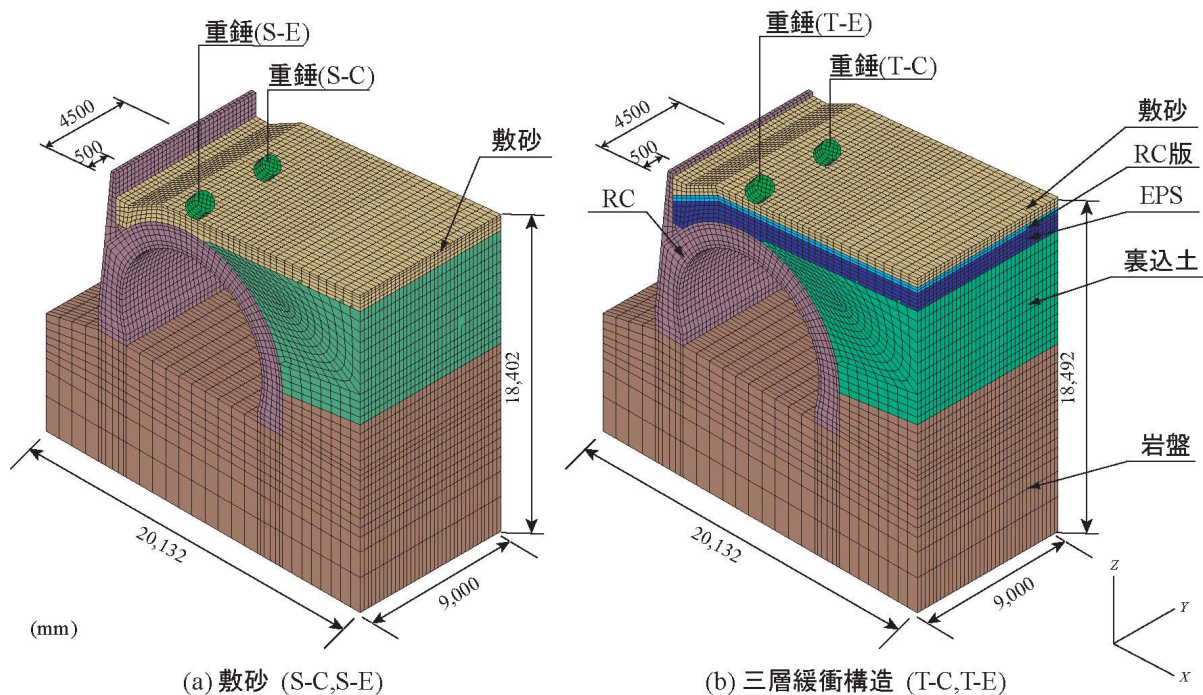 重錘(S-E)
重錘(S-C)
4500
500
敷砂
18,402
20,132
9,000
(mm)
(a) 敷砂 (S-C,S-E)
重錘(T-E)
重錘(T-C)
4500
500
敷砂
RC版
RC
EPS
裏込土
18,492
岩盤
20,132
9,000
Z
Y
X
(b) 三層緩衝構造 (T-C,T-E)